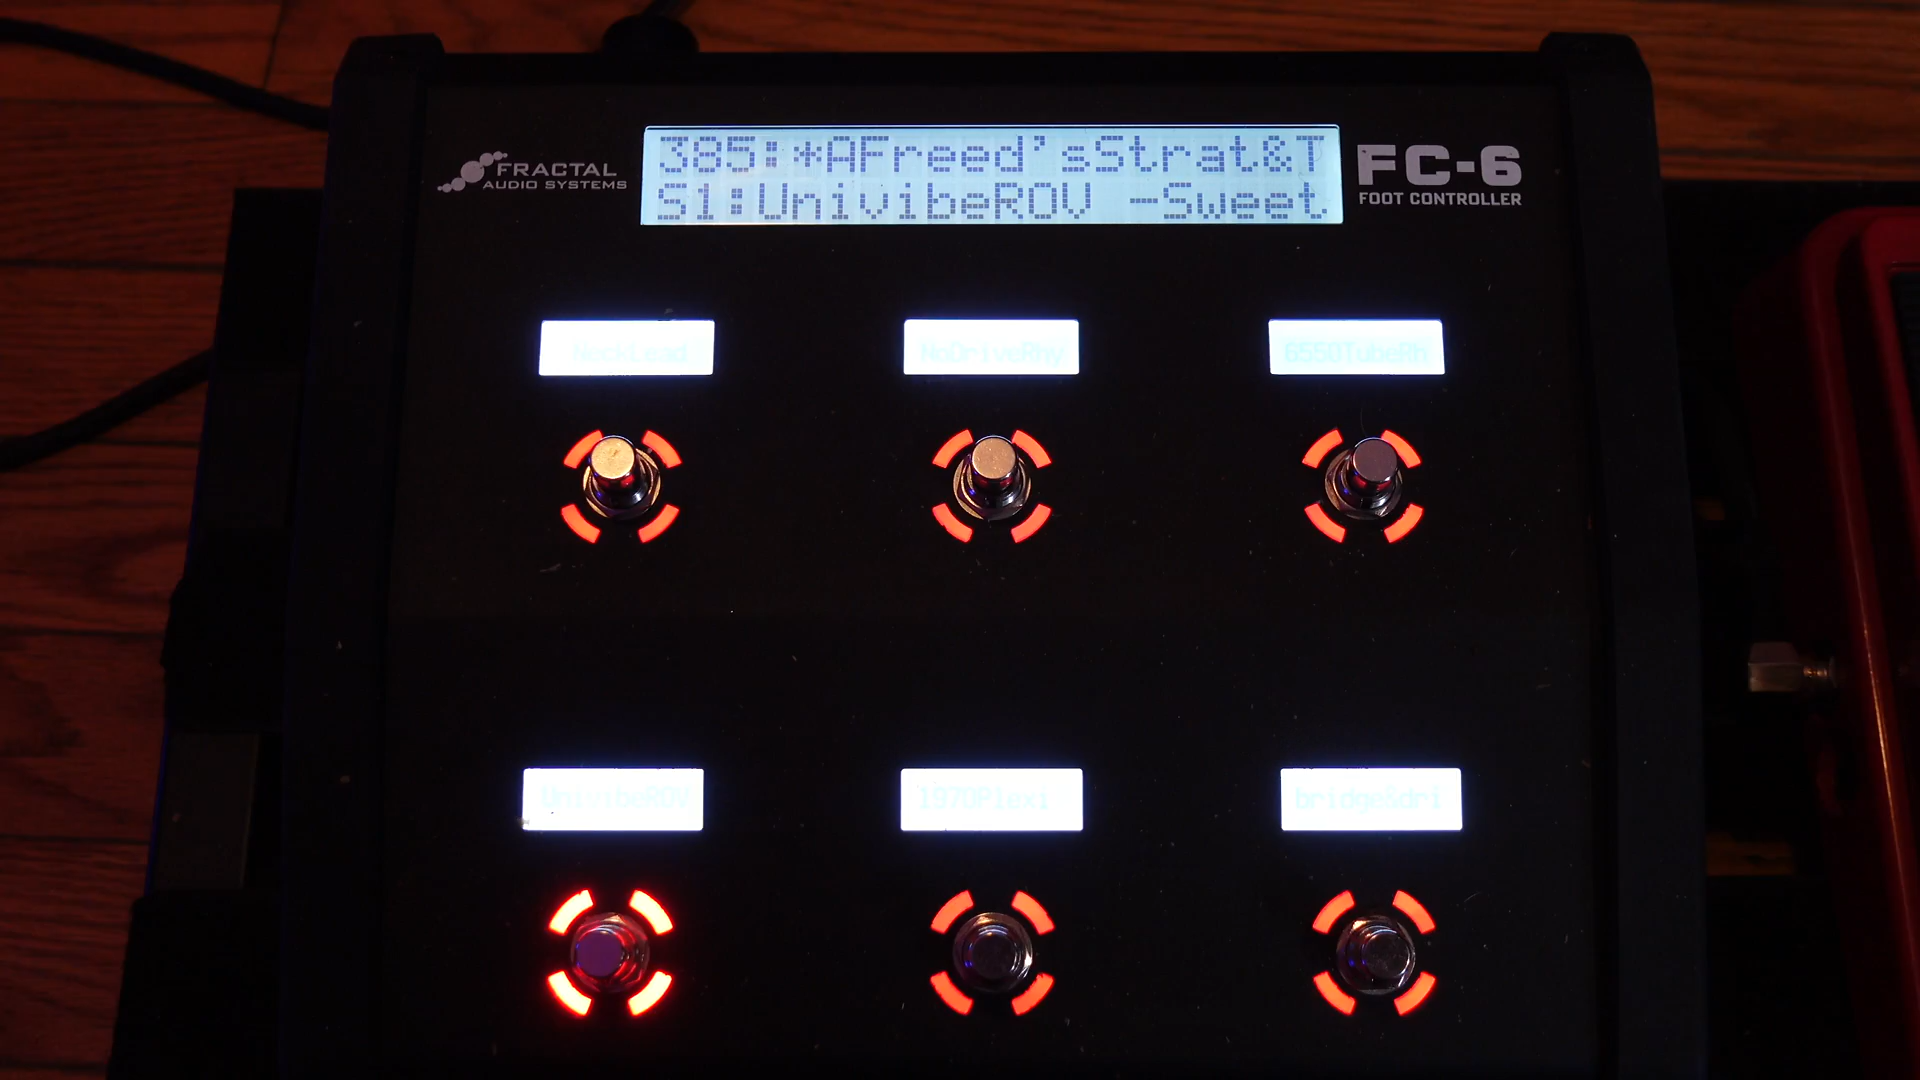 FRACTAL
AUDIO SYSTEMS
385:*AFreed'sStrat&T
S1:UnivibeROV -Sweet
FC-6
FOOT CONTROLLER
NeckLead
NoDriveRhy
6550TubeRh
UnivibeROV
1970Plexi
bridge&dri